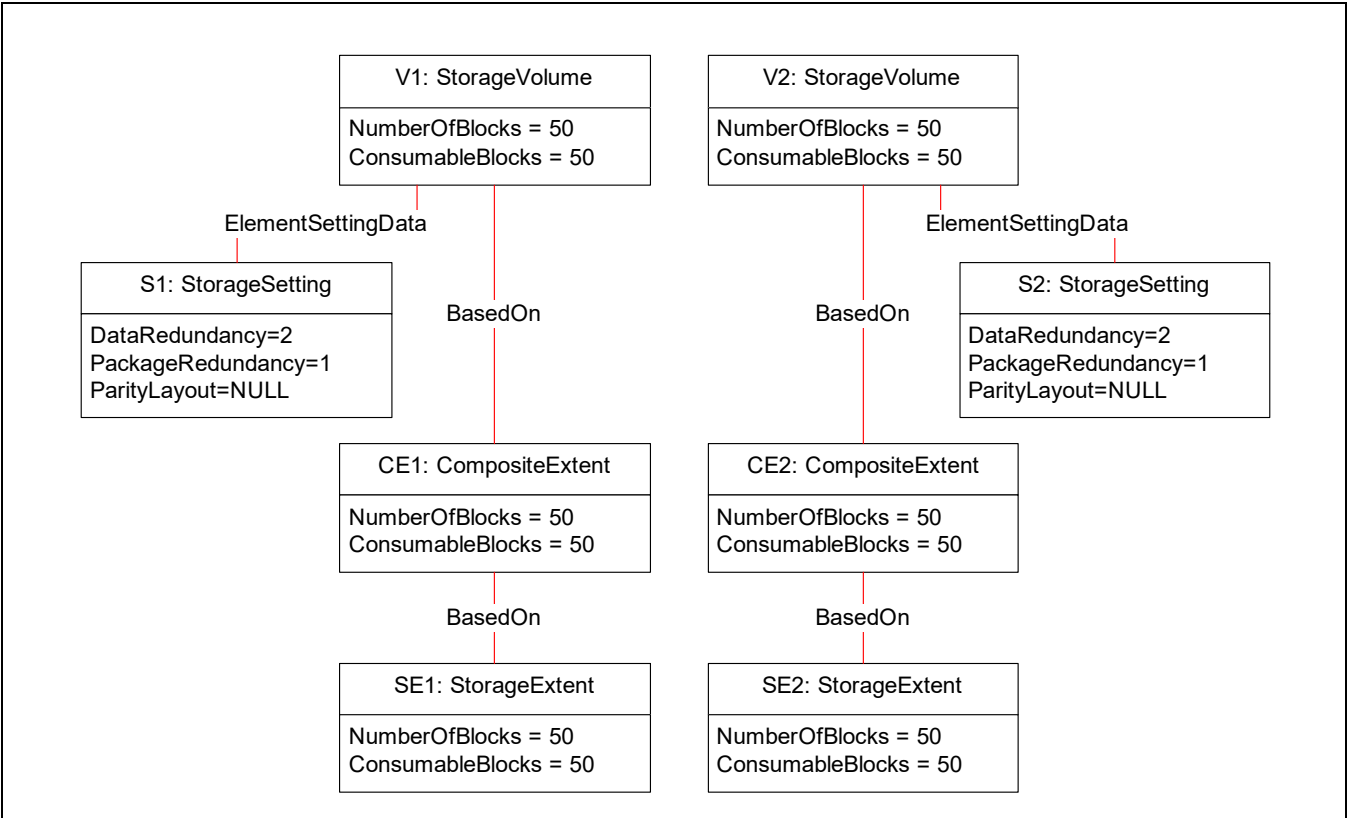 V1: StorageVolume
NumberOfBlocks = 50
ConsumableBlocks = 50
V2: StorageVolume
NumberOfBlocks = 50
ConsumableBlocks = 50
ElementSettingData
ElementSettingData
S1: StorageSetting
DataRedundancy=2
PackageRedundancy=1
ParityLayout=NULL
BasedOn
BasedOn
S2: StorageSetting
DataRedundancy=2
PackageRedundancy=1
ParityLayout=NULL
CE1: CompositeExtent
NumberOfBlocks = 50
ConsumableBlocks = 50
CE2: CompositeExtent
NumberOfBlocks = 50
ConsumableBlocks = 50
BasedOn
BasedOn
SE1: StorageExtent
NumberOfBlocks = 50
ConsumableBlocks = 50
SE2: StorageExtent
NumberOfBlocks = 50
ConsumableBlocks = 50